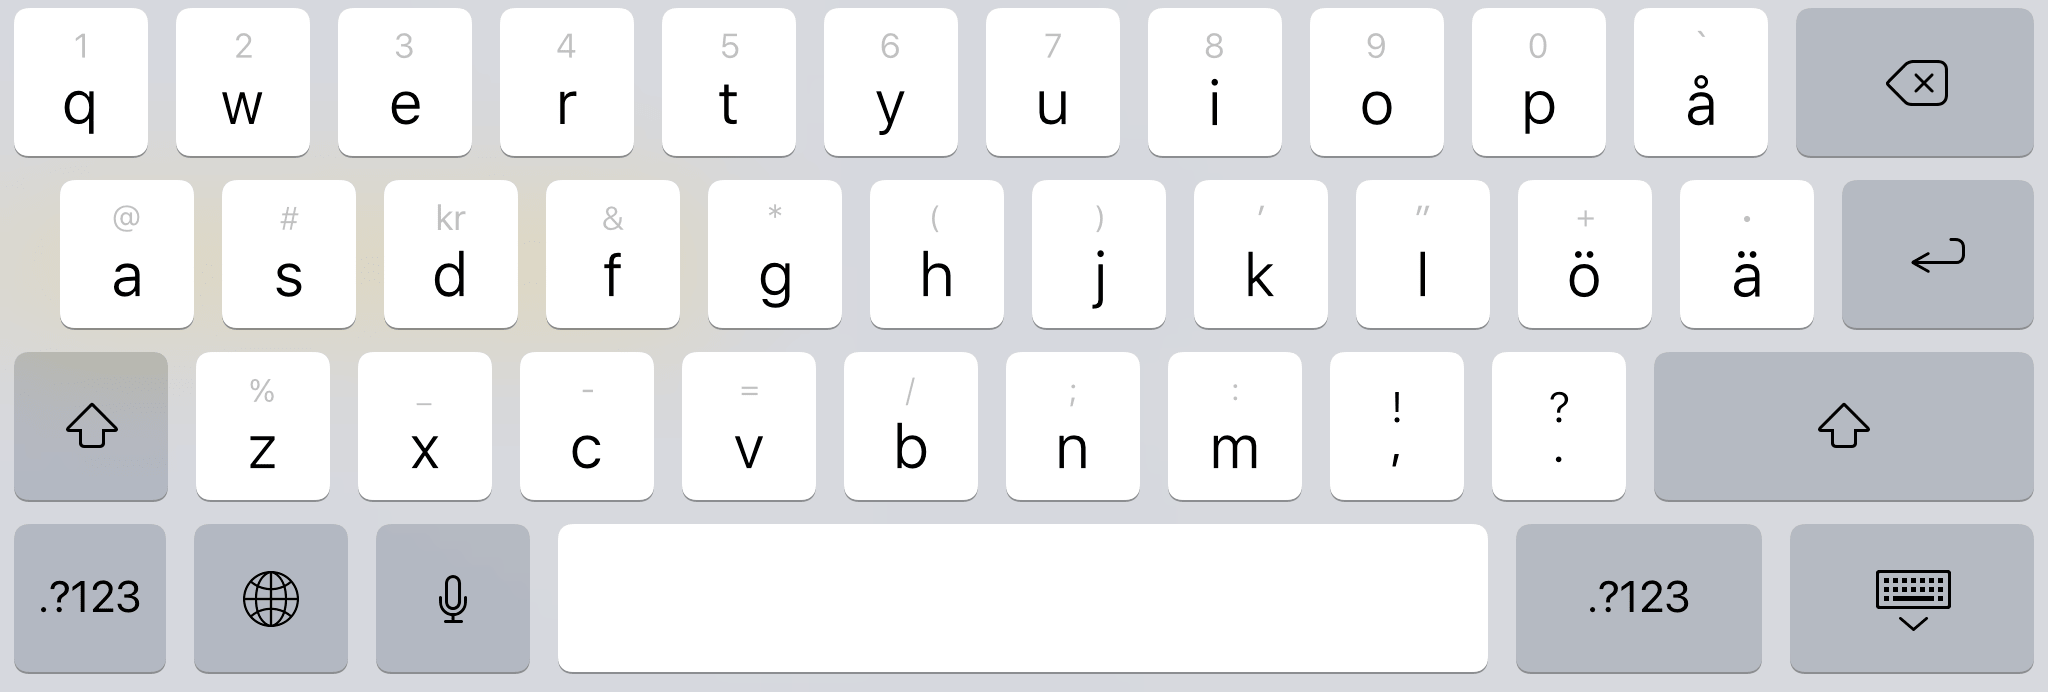 1 2 3 4 5 6 7 8 9 0 `
q w e r t y u i o p å
@ # kr & * ( ) ′ ″ + •
a s d f g h j k l ö ä
% _ - = / ; : ! ?
z x c v b n m , .
.?123 .?123